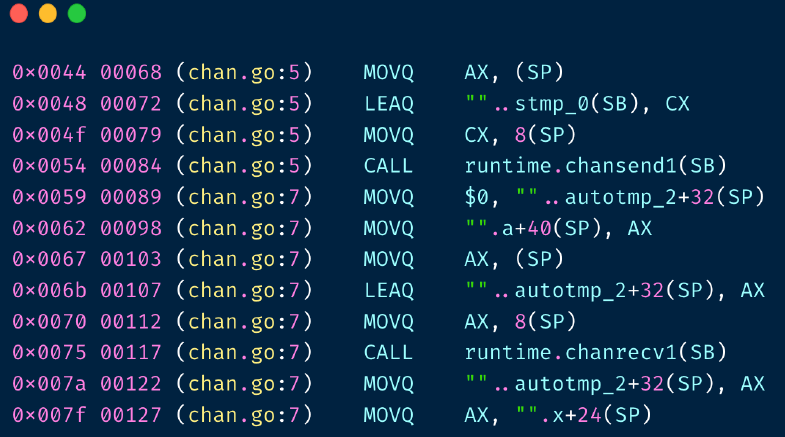 0x0044 00068 (chan.go:5) MOVQ AX, (SP)
0x0048 00072 (chan.go:5) LEAQ ""..stmp_0(SB), CX
0x004f 00079 (chan.go:5) MOVQ CX, 8(SP)
0x0054 00084 (chan.go:5) CALL runtime.chansend1(SB)
0x0059 00089 (chan.go:7) MOVQ $0, ""..autotmp_2+32(SP)
0x0062 00098 (chan.go:7) MOVQ "".a+40(SP), AX
0x0067 00103 (chan.go:7) MOVQ AX, (SP)
0x006b 00107 (chan.go:7) LEAQ ""..autotmp_2+32(SP), AX
0x0070 00112 (chan.go:7) MOVQ AX, 8(SP)
0x0075 00117 (chan.go:7) CALL runtime.chanrecv1(SB)
0x007a 00122 (chan.go:7) MOVQ ""..autotmp_2+32(SP), AX
0x007f 00127 (chan.go:7) MOVQ AX, "".x+24(SP)